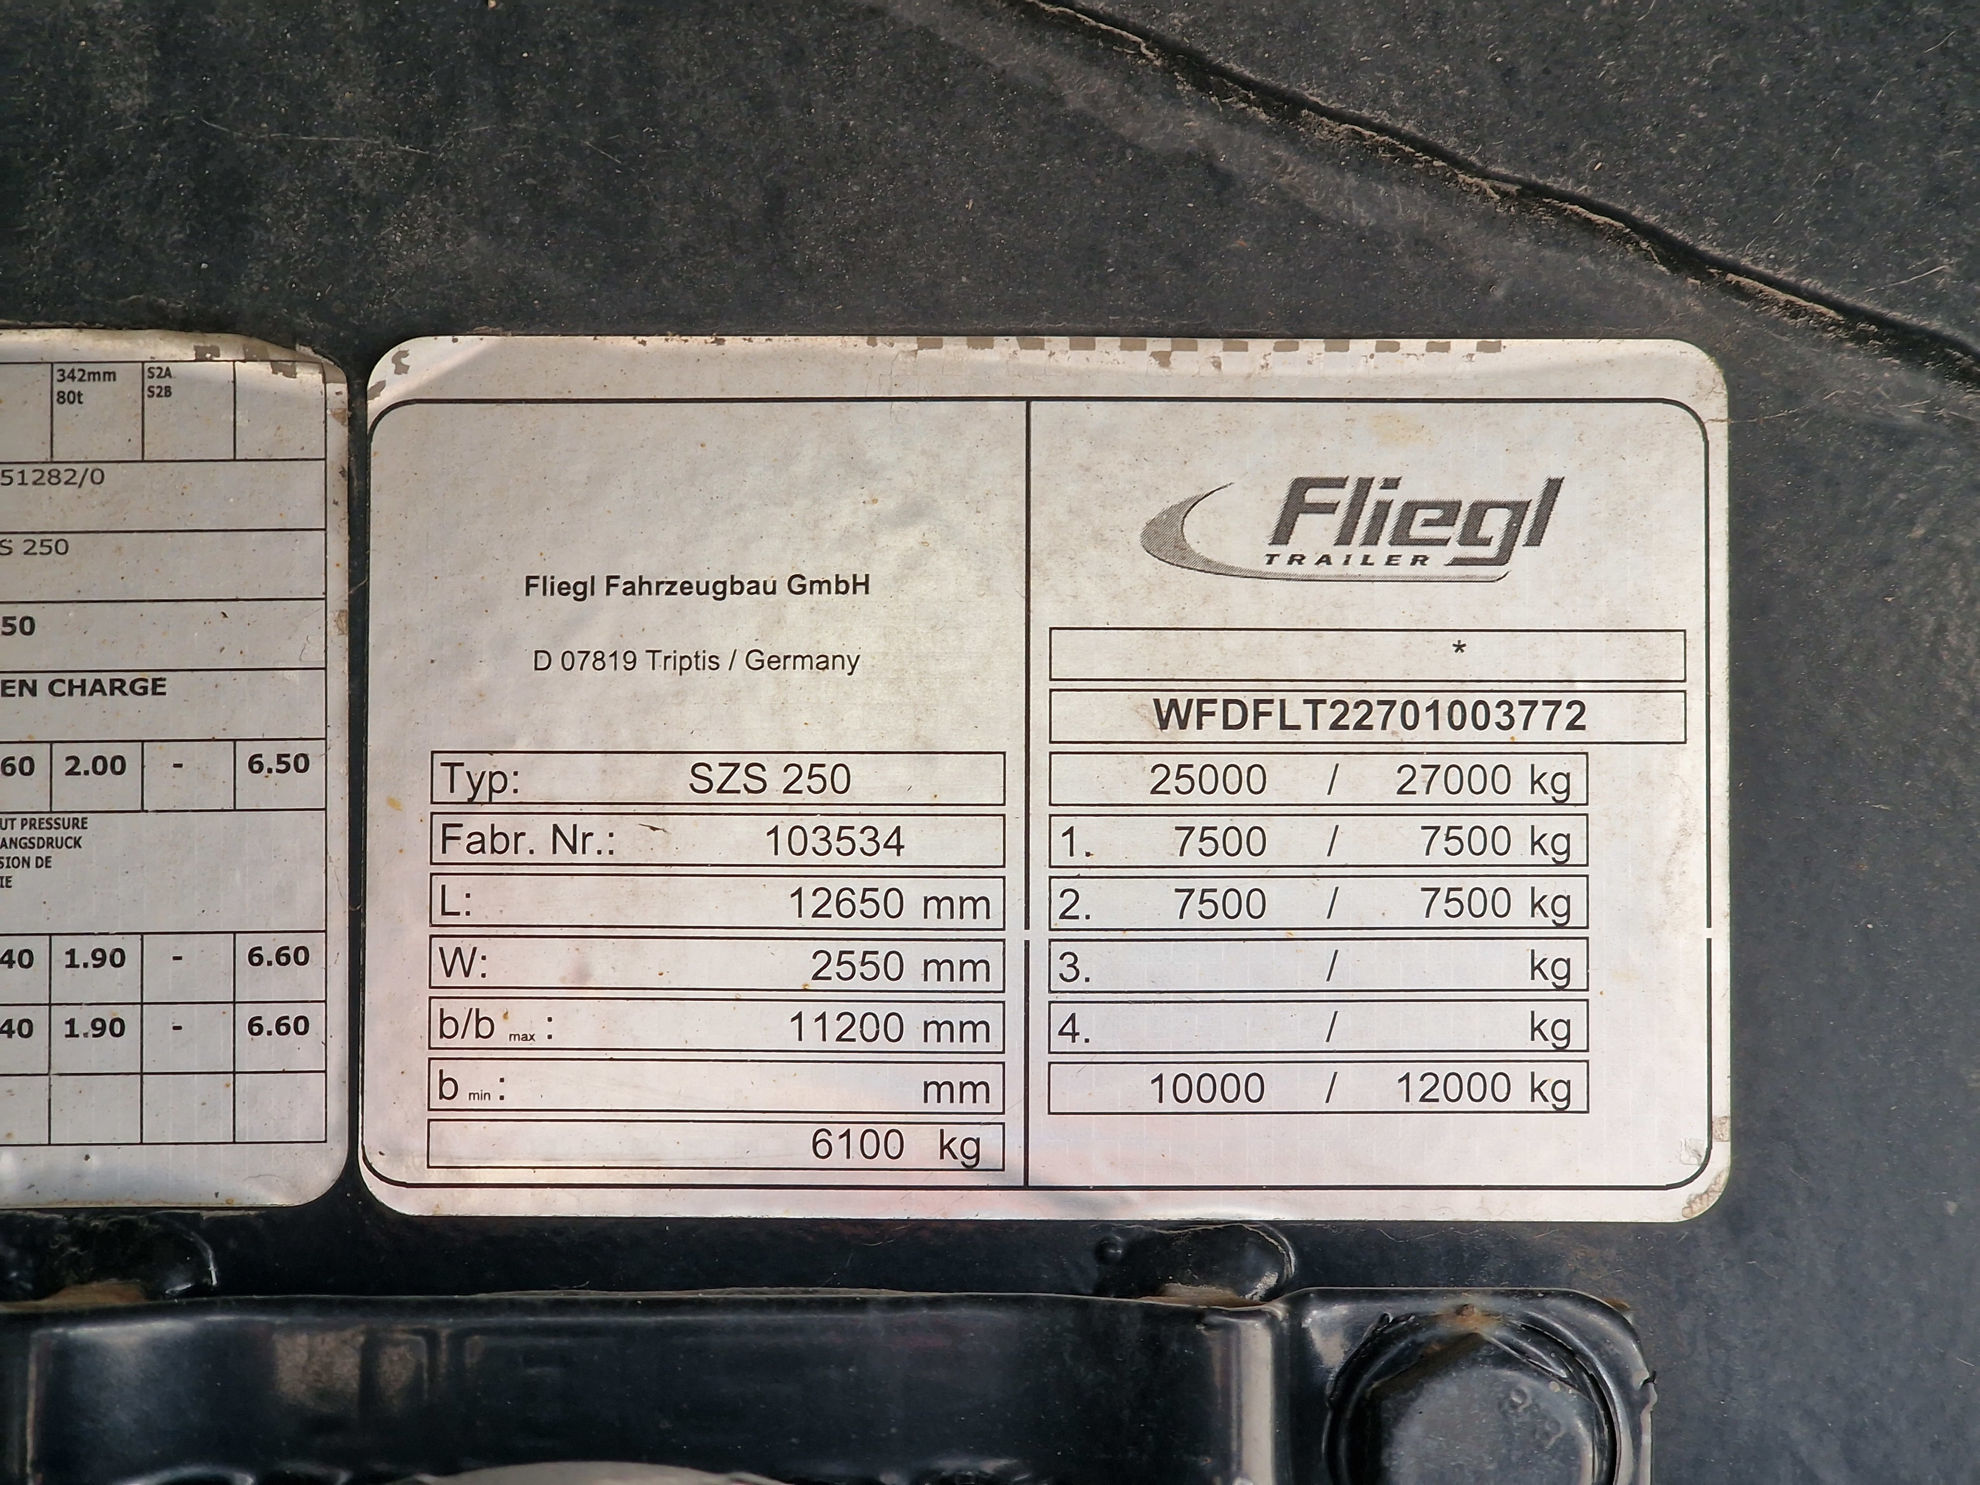 342mm
80t
S2A
S2B
51282/0
S 250
50
EN CHARGE
60 2.00 - 6.50
UT PRESSURE
ANGSDRUCK
SION DE
IE
40 1.90 - 6.60
40 1.90 - 6.60
Fliegl Fahrzeugbau GmbH
D 07819 Triptis / Germany
Typ: SZS 250
Fabr. Nr.: 103534
L: 12650 mm
W: 2550 mm
b/b max : 11200 mm
b min : mm
6100 kg
Fliegl
TRAILER
*
WFDFLT22701003772
25000 / 27000 kg
1. 7500 / 7500 kg
2. 7500 / 7500 kg
3. / kg
4. / kg
10000 / 12000 kg